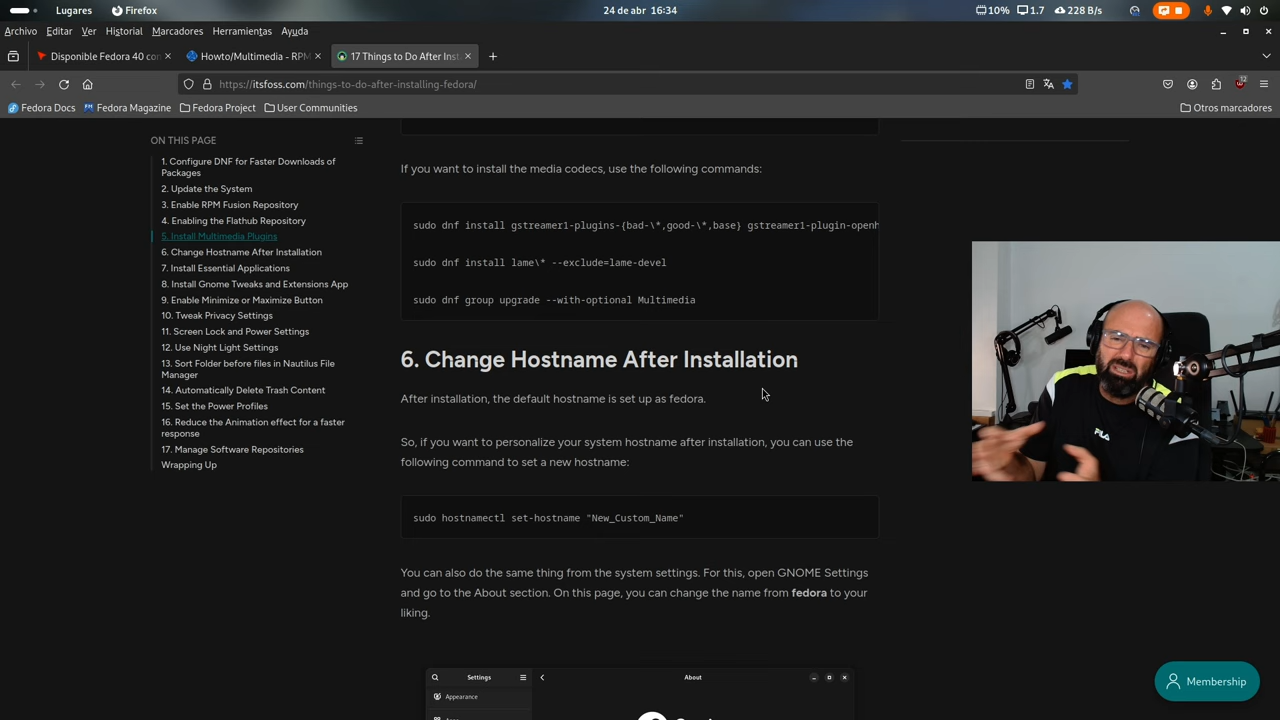 Lugares
Firefox
24 de abr 16:34
10%
1.7
228 B/s
Archivo Editar Ver Historial Marcadores Herramientas Ayuda
Disponible Fedora 40 con
Howto/Multimedia - RPM
17 Things to Do After Inst
https://itsfoss.com/things-to-do-after-installing-fedora/
12
Fedora Docs
Fedora Magazine
Fedora Project
User Communities
Otros marcadores
ON THIS PAGE
1. Configure DNF for Faster Downloads of
Packages
2. Update the System
3. Enable RPM Fusion Repository
4. Enabling the Flathub Repository
5. Install Multimedia Plugins
6. Change Hostname After Installation
7. Install Essential Applications
8. Install Gnome Tweaks and Extensions App
9. Enable Minimize or Maximize Button
10. Tweak Privacy Settings
11. Screen Lock and Power Settings
12. Use Night Light Settings
13. Sort Folder before files in Nautilus File
Manager
14. Automatically Delete Trash Content
15. Set the Power Profiles
16. Reduce the Animation effect for a faster
response
17. Manage Software Repositories
Wrapping Up
If you want to install the media codecs, use the following commands:
sudo dnf install gstreamer1-plugins-{bad-\*,good-\*,base} gstreamer1-plugin-openh
sudo dnf install lame\* --exclude=lame-devel
sudo dnf group upgrade --with-optional Multimedia
6. Change Hostname After Installation
After installation, the default hostname is set up as fedora.
So, if you want to personalize your system hostname after installation, you can use the
following command to set a new hostname:
sudo hostnamectl set-hostname "New_Custom_Name"
You can also do the same thing from the system settings. For this, open GNOME Settings
and go to the About section. On this page, you can change the name from fedora to your
liking.
Settings
About
Appearance
FILA
Membership